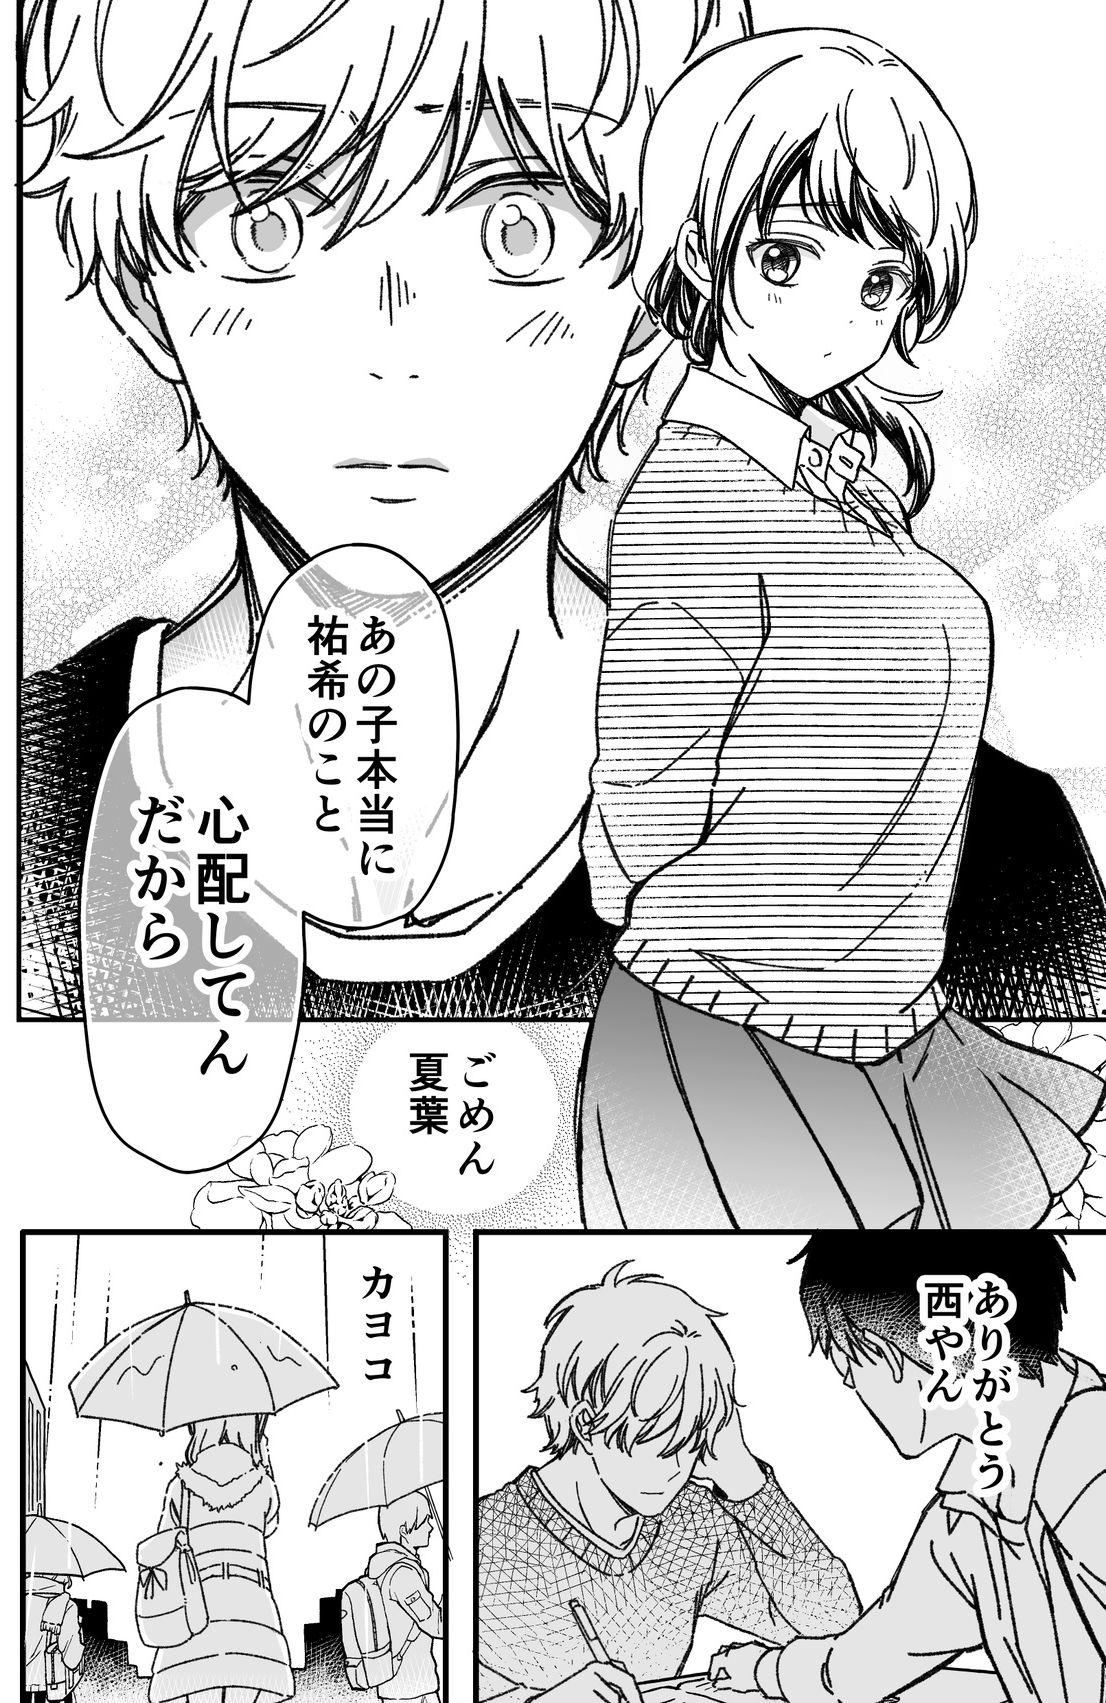 あの子本当に
祐希のこと
心配してん
だから
ごめん
夏葉
ありがとう
西やん
カヨコ